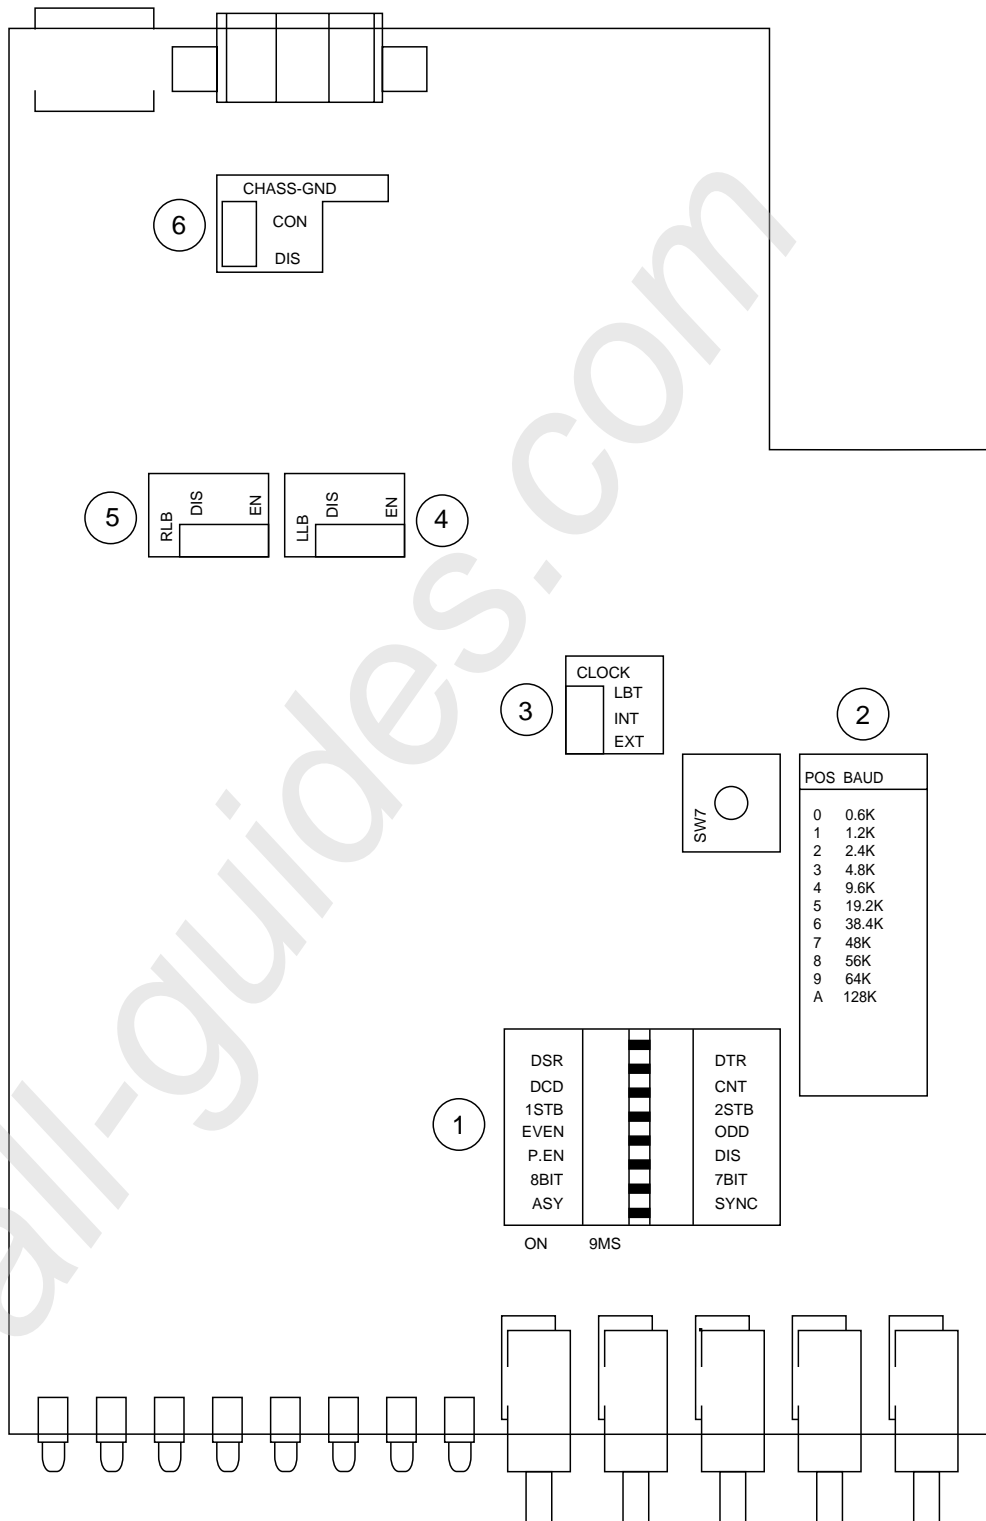 CHASS-GND
6
CON
DIS
5
RLB
DIS
EN
LLB
DIS
EN
4
3
CLOCK
LBT
INT
EXT
2
SW7
POS BAUD
0 0.6K
1 1.2K
2 2.4K
3 4.8K
4 9.6K
5 19.2K
6 38.4K
7 48K
8 56K
9 64K
A 128K
1
DSR DTR
DCD CNT
1STB 2STB
EVEN ODD
P.EN DIS
8BIT 7BIT
ASY SYNC
ON 9MS
all-guides.com